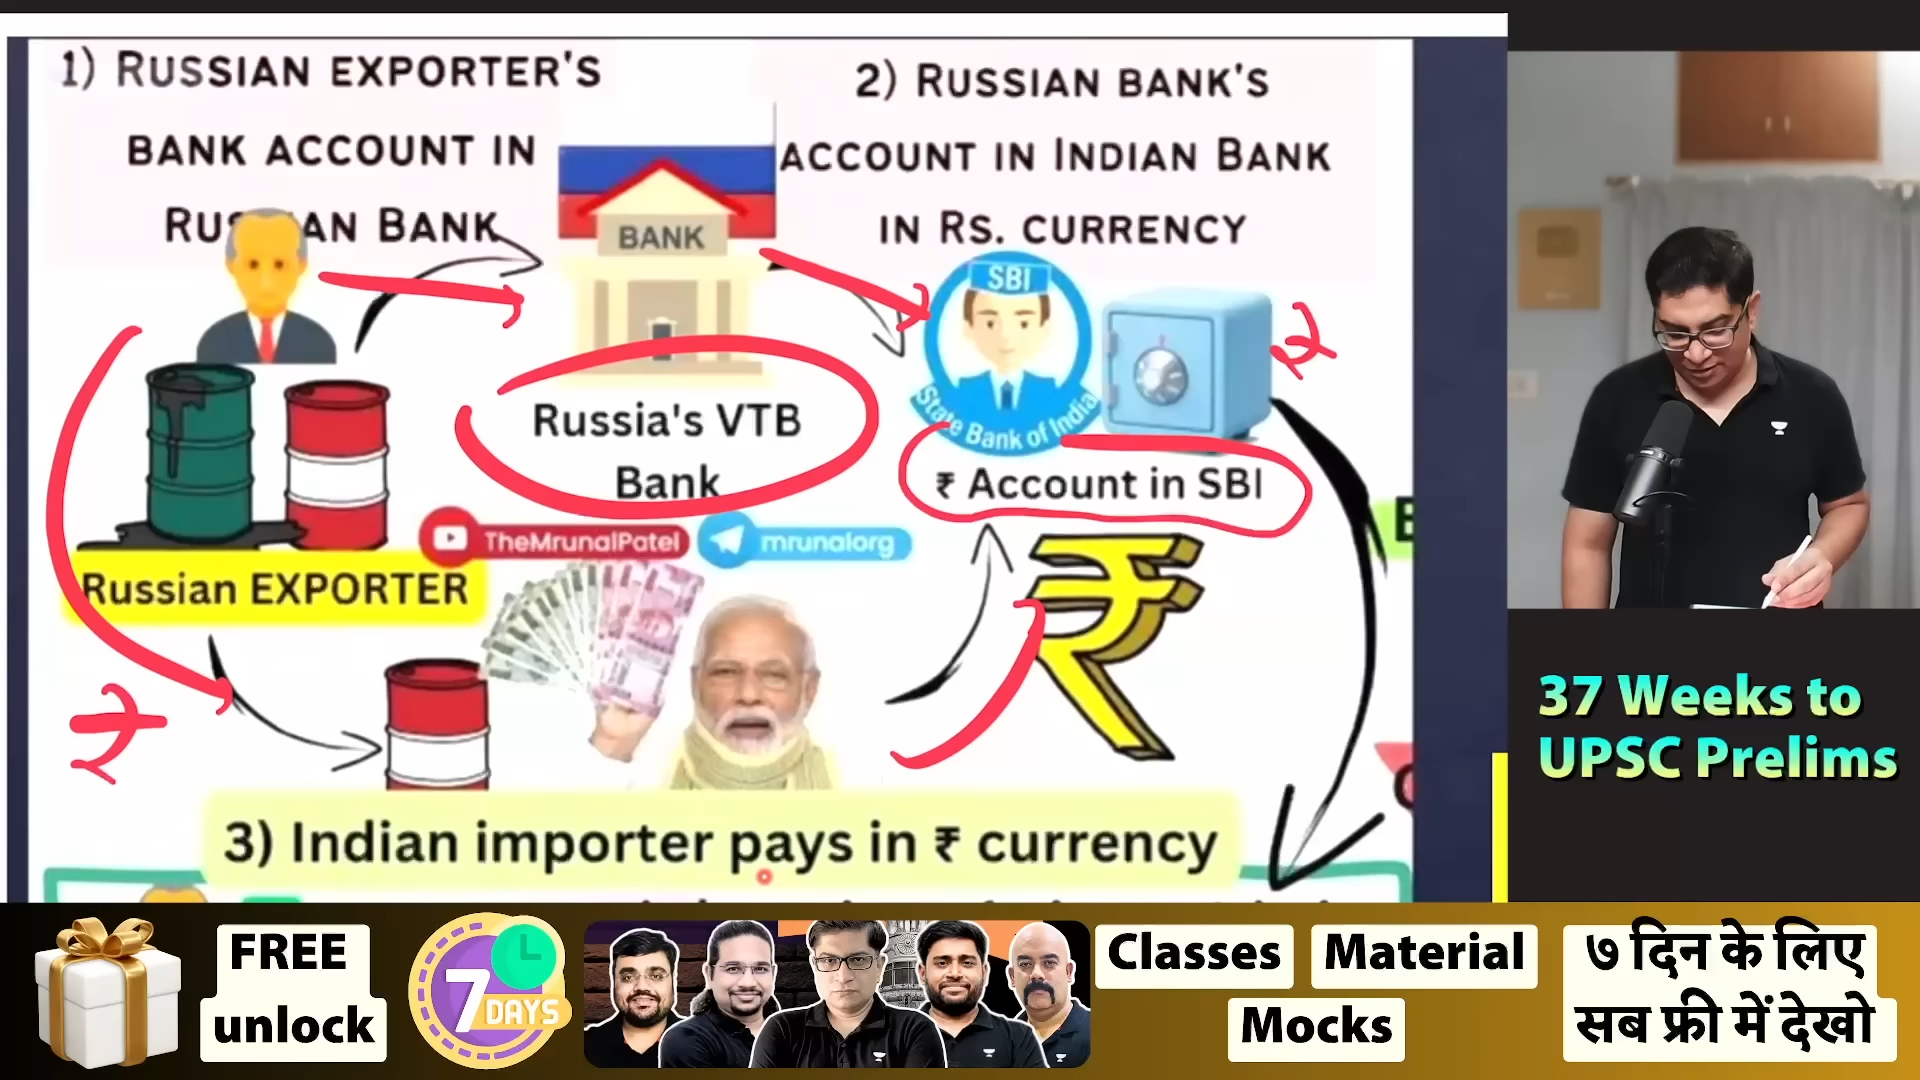 1) RUSSIAN EXPORTER'S
BANK ACCOUNT IN
RUS AN BANK
2) RUSSIAN BANK'S
ACCOUNT IN INDIAN BANK
IN RS. CURRENCY
BANK
SBI
State Bank of India
Russia's VTB
Bank
₹ Account in SBI
TheMrunalPatel
mrunalorg
Russian EXPORTER
₹
₹
3) Indian importer pays in ₹ currency
37 Weeks to
UPSC Prelims
FREE
unlock
7
DAYS
Classes
Material
Mocks
७ दिन के लिए
सब फ्री में देखो